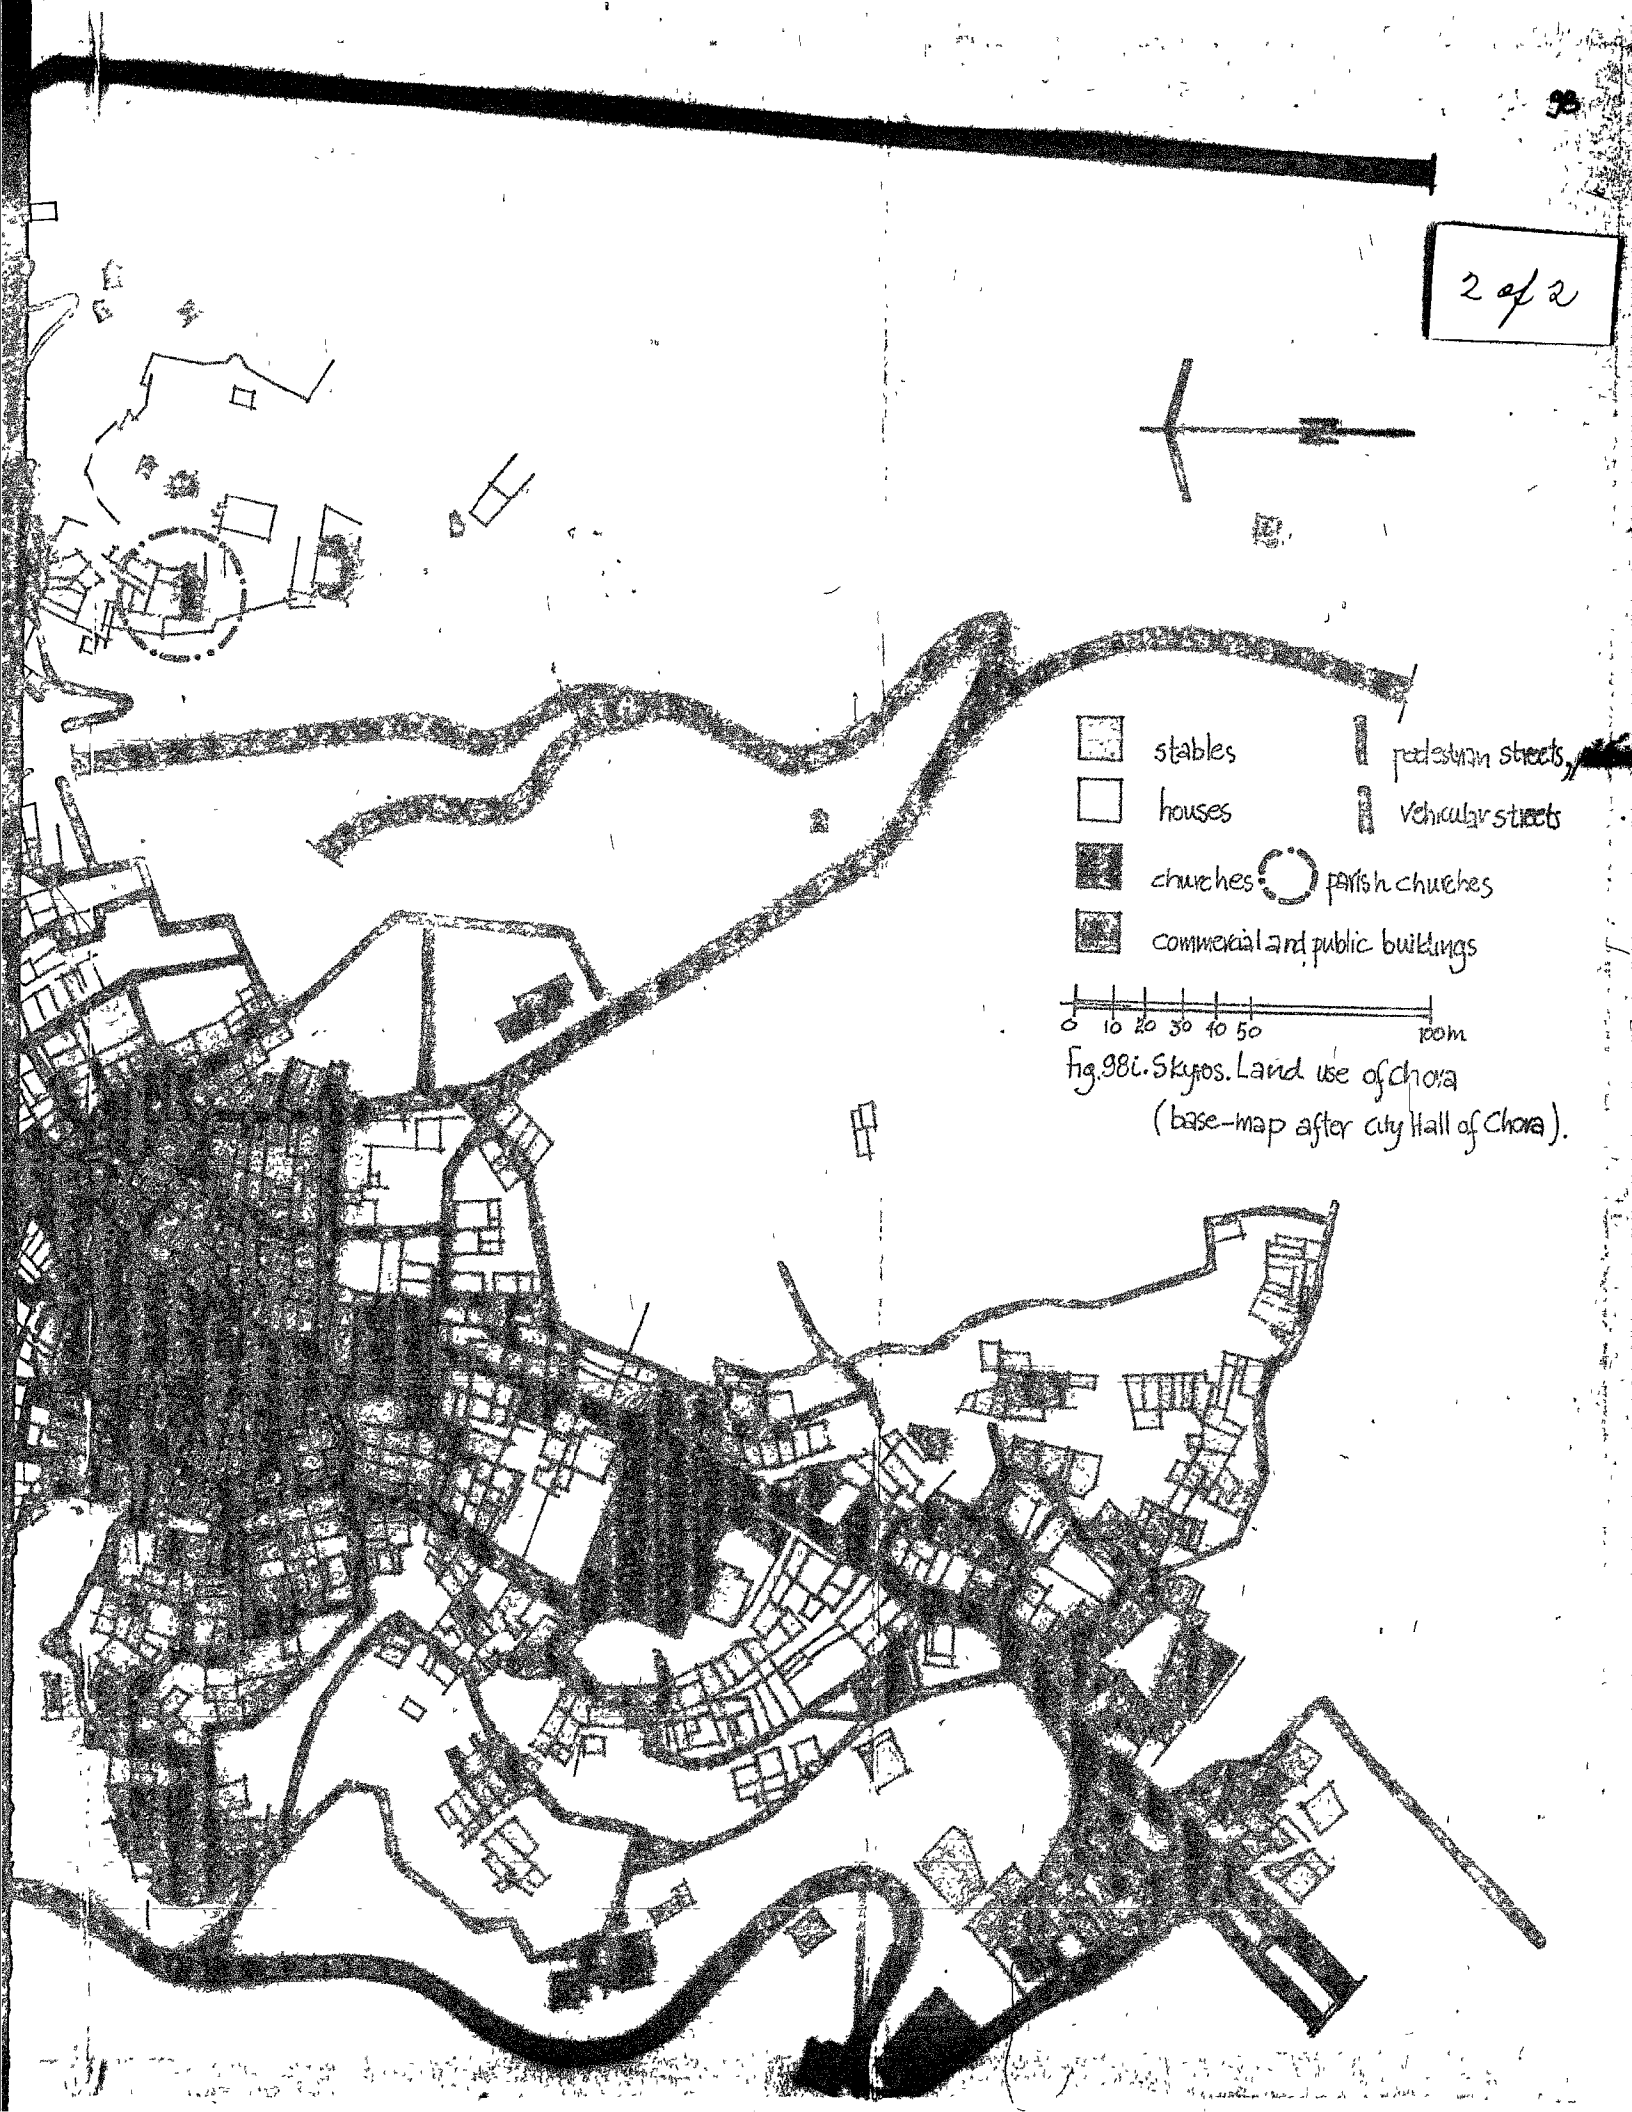 98
2 of 2
stables
pedestrian streets,
houses
vehicular streets
churches
parish churches
commercial and public buildings
0 10 20 30 40 50 100m
fig.98i. Skyros. Land use of Chora
(base-map after city Hall of Chora).